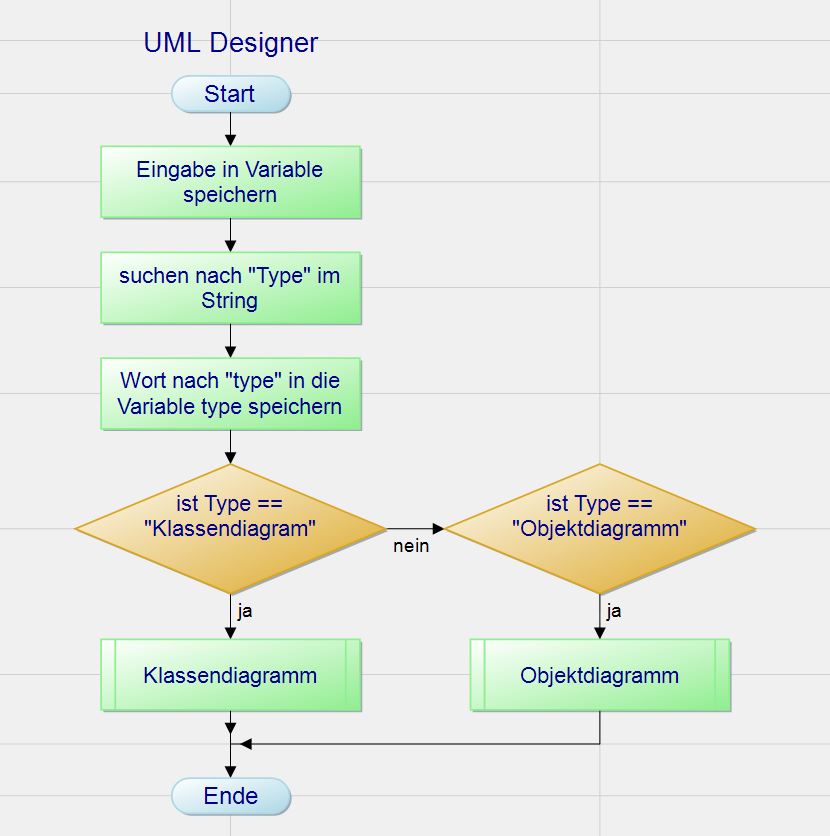 UML Designer
Start
Eingabe in Variable
speichern
suchen nach "Type" im
String
Wort nach "type" in die
Variable type speichern
ist Type ==
"Klassendiagram"
nein
ist Type ==
"Objektdiagramm"
ja
ja
Klassendiagramm
Objektdiagramm
Ende